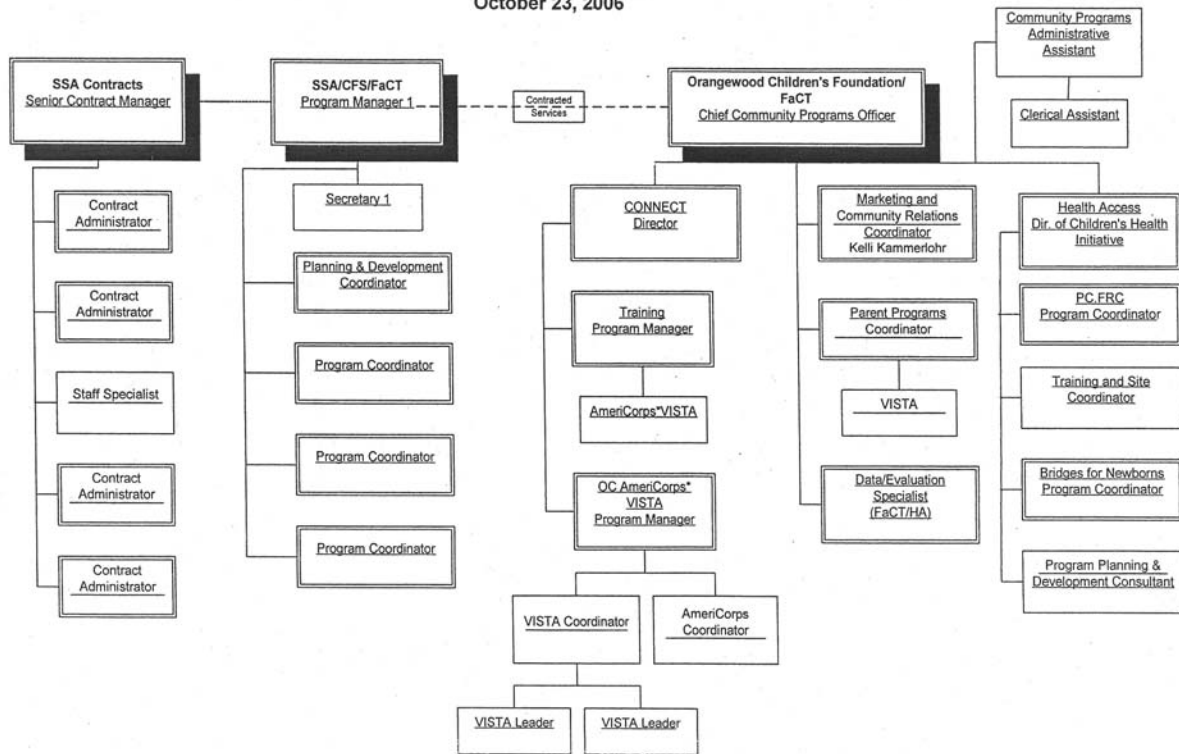 October 23, 2006
Community Programs
Administrative
Assistant
Clerical Assistant
SSA Contracts
Senior Contract Manager
SSA/CFS/FaCT
Program Manager 1
Contracted
Services
Orangewood Children's Foundation/
FaCT
Chief Community Programs Officer
Contract
Administrator
Contract
Administrator
Staff Specialist
Contract
Administrator
Contract
Administrator
Secretary 1
Planning & Development
Coordinator
Program Coordinator
Program Coordinator
Program Coordinator
CONNECT
Director
Training
Program Manager
AmeriCorps*VISTA
OC AmeriCorps*
VISTA
Program Manager
VISTA Coordinator
AmeriCorps
Coordinator
VISTA Leader
VISTA Leader
Marketing and
Community Relations
Coordinator
Kelli Kammerlohr
Parent Programs
Coordinator
VISTA
Data/Evaluation
Specialist
(FaCT/HA)
Health Access
Dir. of Children's Health
Initiative
PC.FRC
Program Coordinator
Training and Site
Coordinator
Bridges for Newborns
Program Coordinator
Program Planning &
Development Consultant